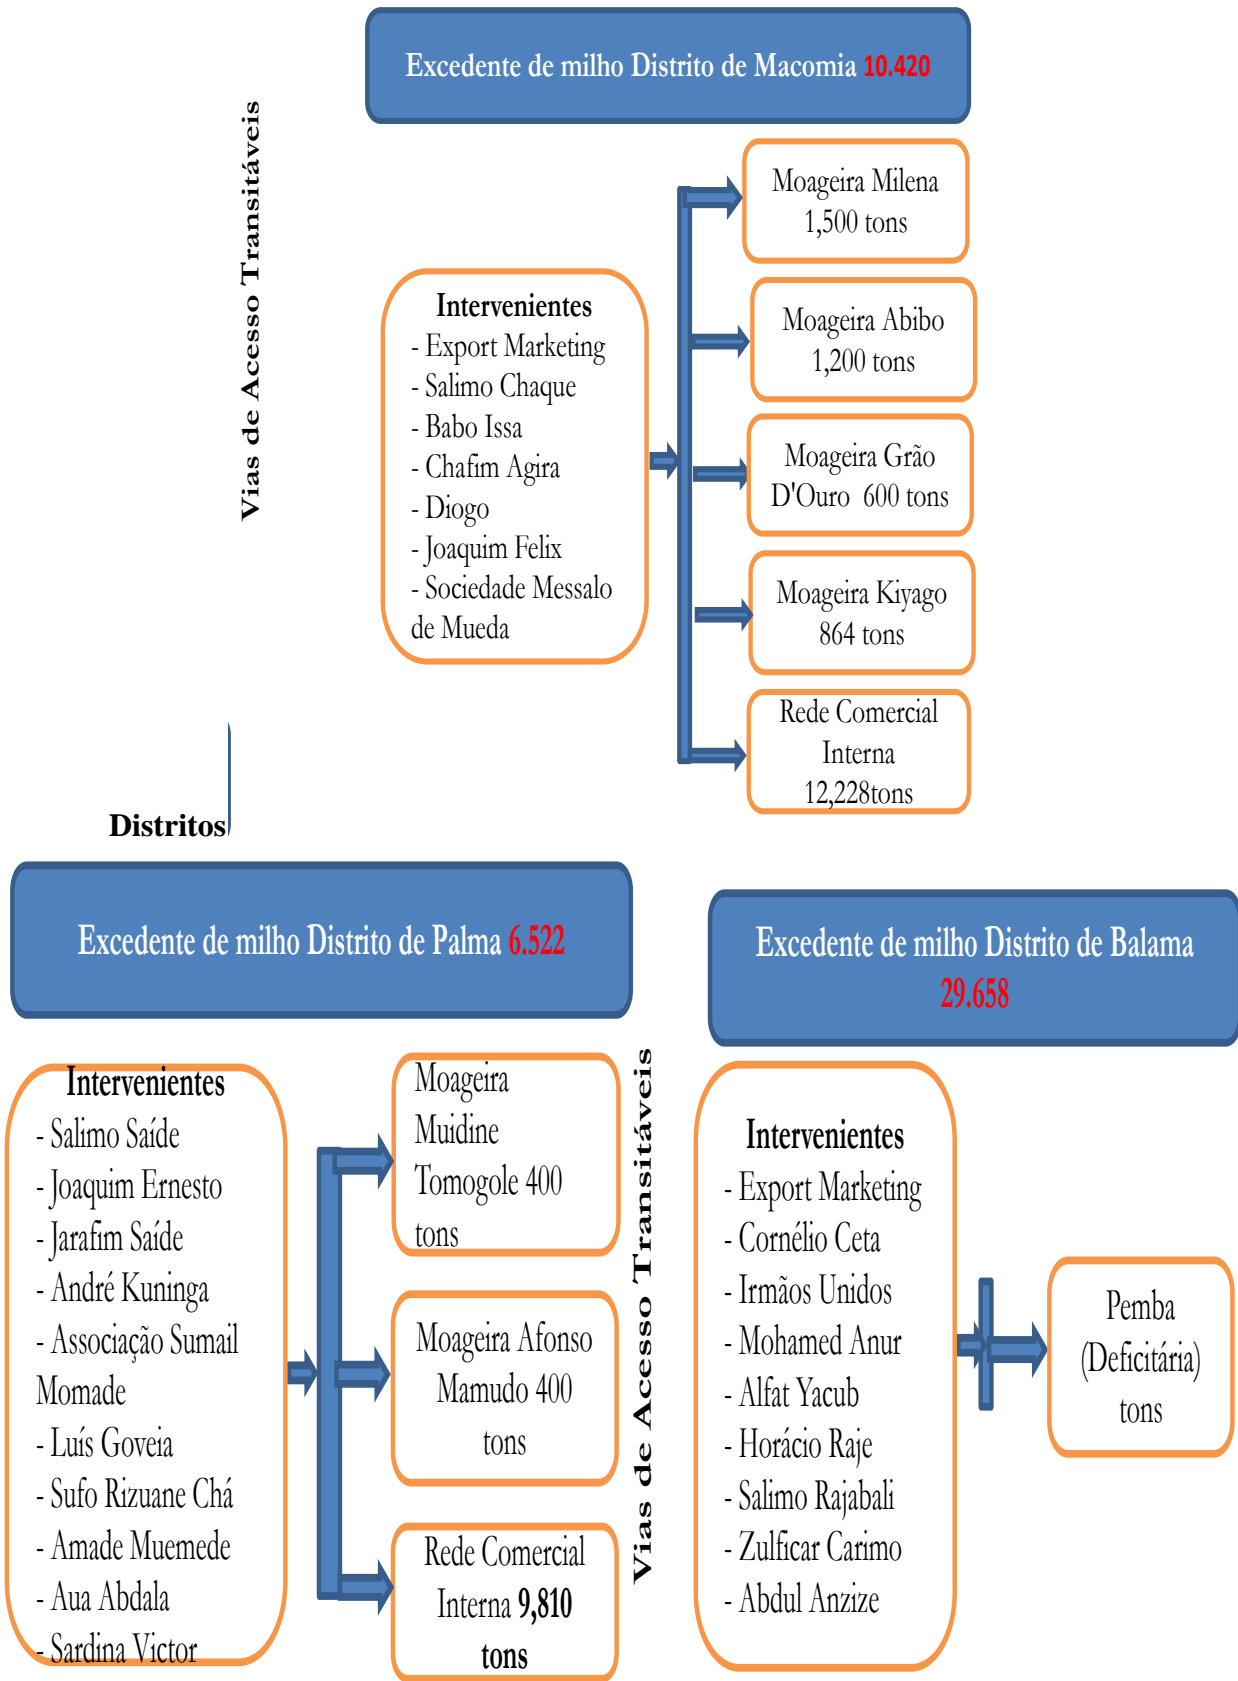 Excedente de milho Distrito de Macomia 10.420
Vias de Acesso Transitáveis
Intervenientes
- Export Marketing
- Salimo Chaque
- Babo Issa
- Chafim Agira
- Diogo
- Joaquim Felix
- Sociedade Messalo
de Mueda
Moageira Milena
1,500 tons
Moageira Abibo
1,200 tons
Moageira Grão
D'Ouro  600 tons
Moageira Kiyago
864 tons
Rede Comercial
Interna
12,228tons
Distritos
Excedente de milho Distrito de Palma 6.522
Intervenientes
- Salimo Saíde
- Joaquim Ernesto
- Jarafim Saíde
- André Kuninga
- Associação Sumail
Momade
- Luís Goveia
- Sufo Rizuane Chá
- Amade Muemede
- Aua Abdala
- Sardina Victor
Moageira
Muidine
Tomogole 400
tons
Moageira Afonso
Mamudo 400
tons
Rede Comercial
Interna 9,810
tons
Vias de Acesso Transitáveis
Excedente de milho Distrito de Balama
29.658
Intervenientes
- Export Marketing
- Cornélio Ceta
- Irmãos Unidos
- Mohamed Anur
- Alfat Yacub
- Horácio Raje
- Salimo Rajabali
- Zulficar Carimo
- Abdul Anzize
Pemba
(Deficitária)
tons